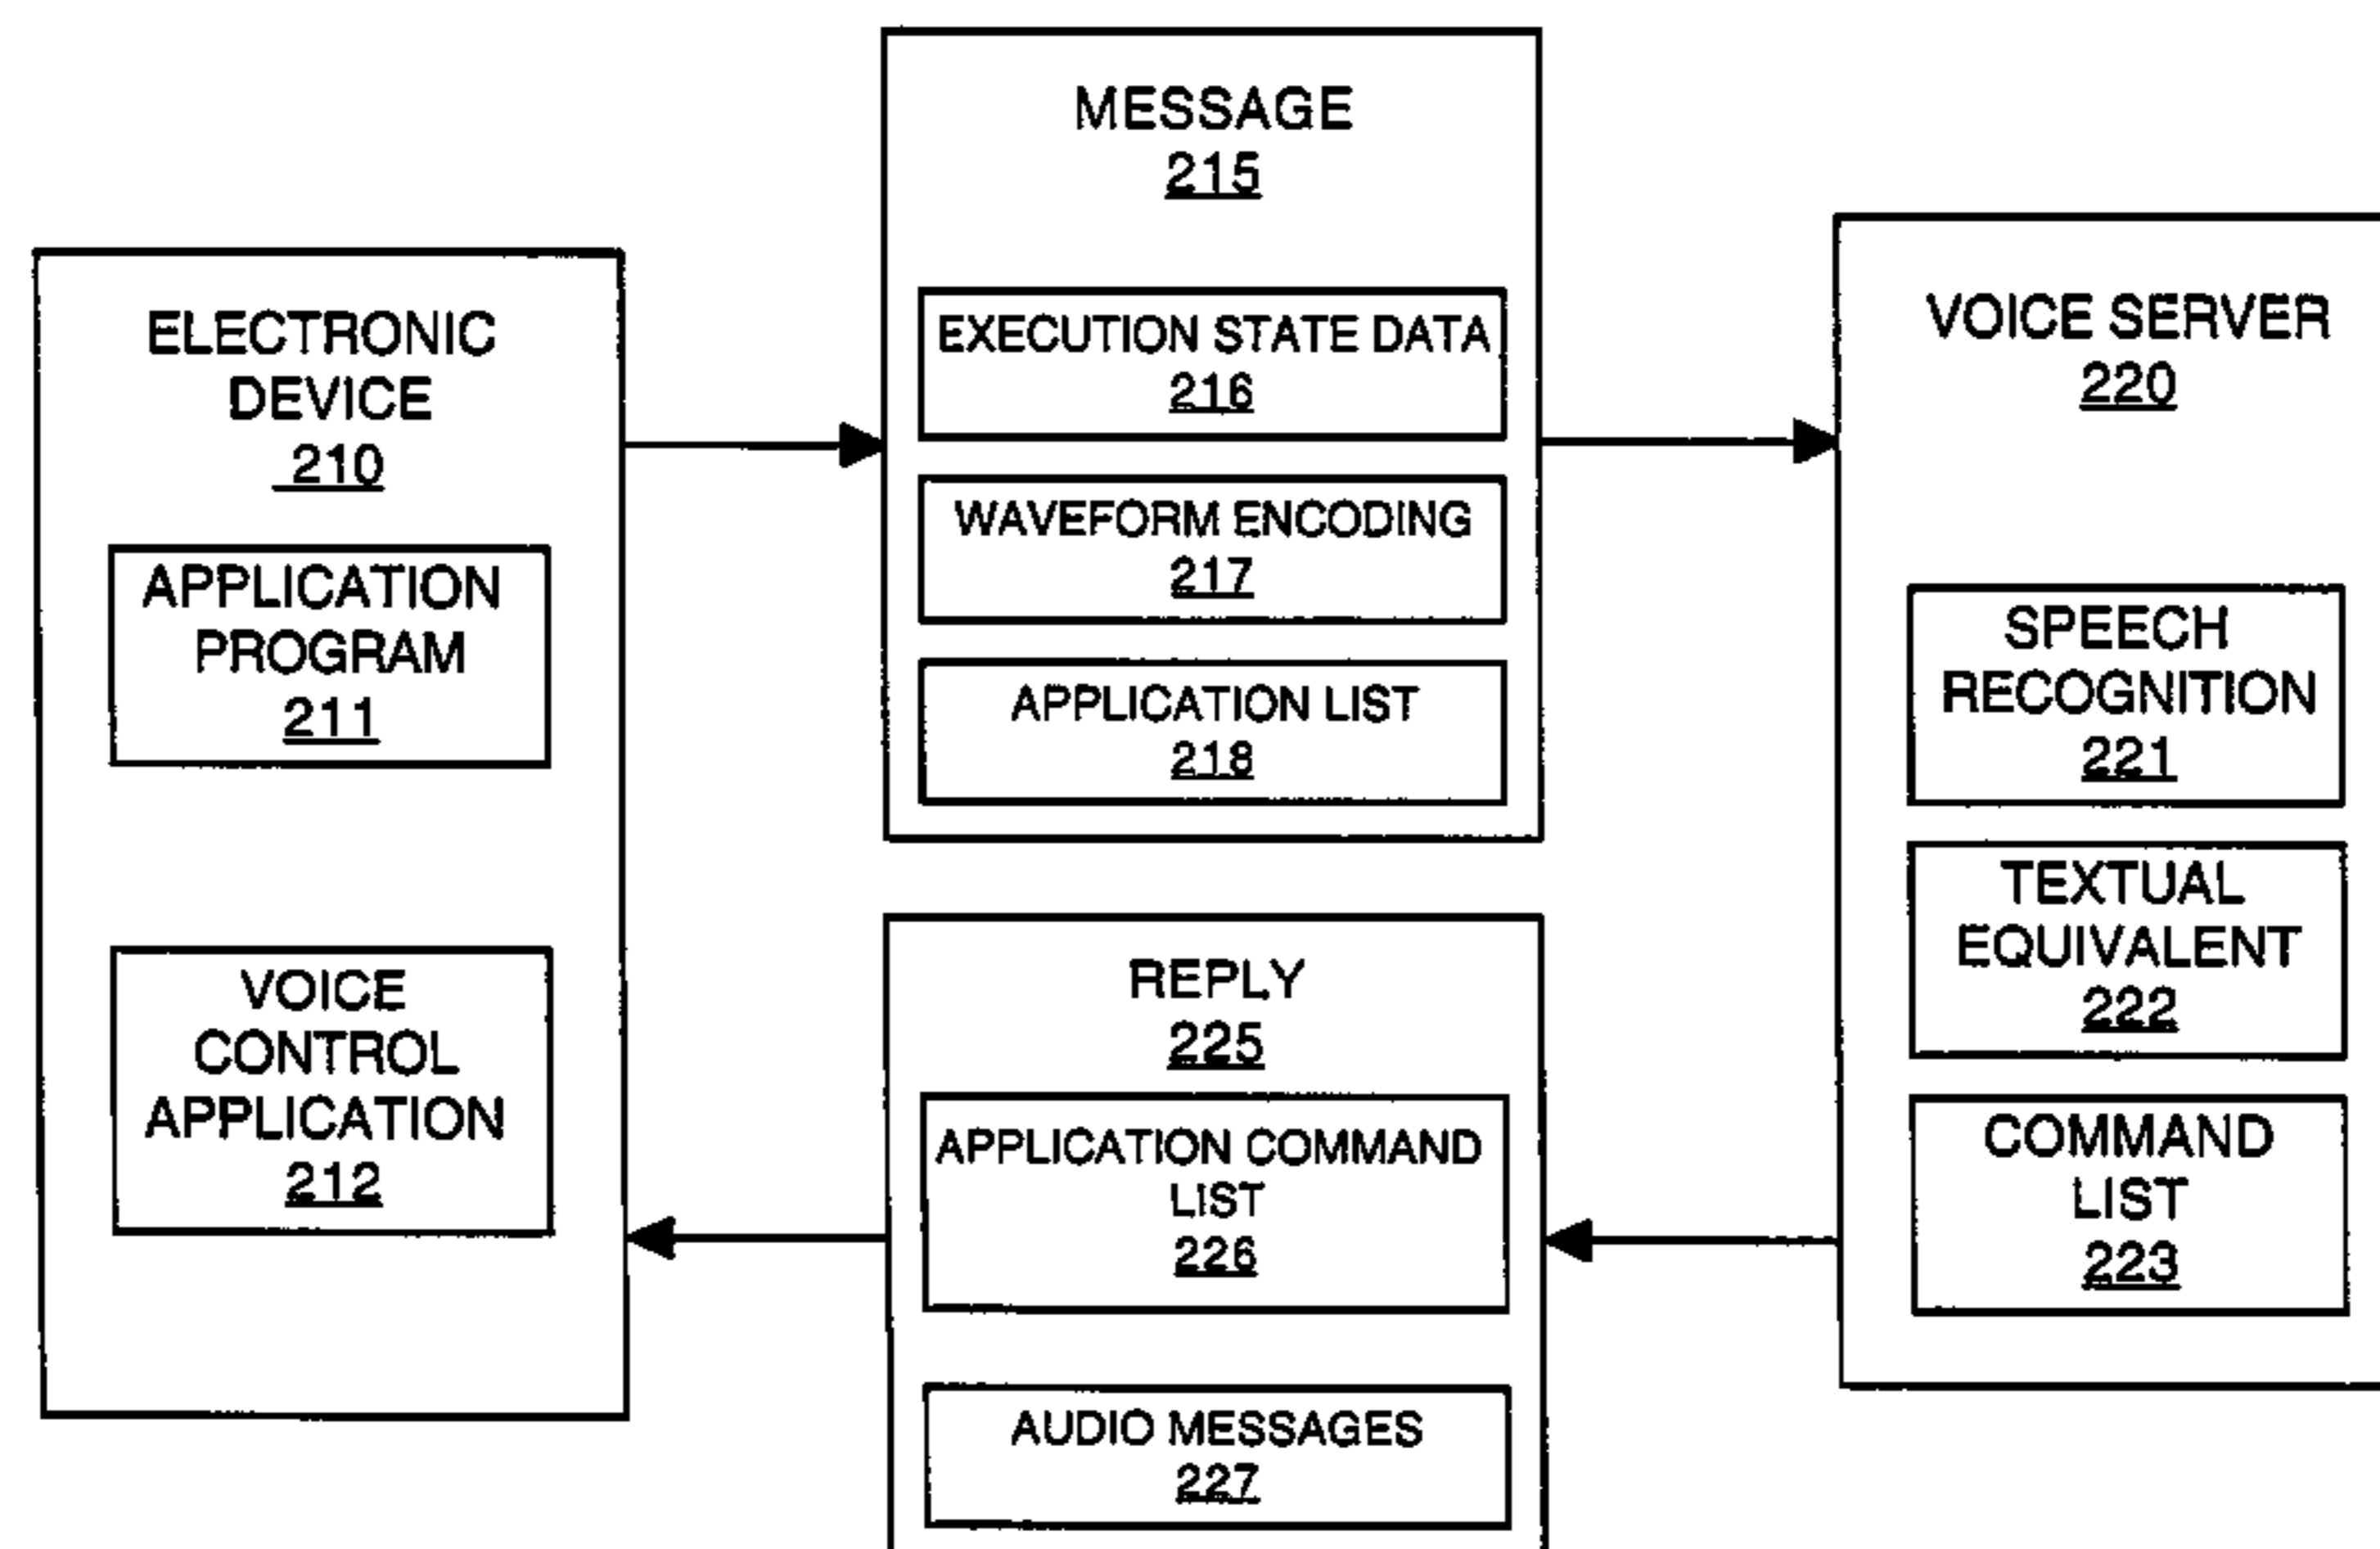 ELECTRONIC
DEVICE
210
APPLICATION
PROGRAM
211
VOICE
CONTROL
APPLICATION
212
MESSAGE
215
EXECUTION STATE DATA
216
WAVEFORM ENCODING
217
APPLICATION LIST
218
REPLY
225
APPLICATION COMMAND
LIST
226
AUDIO MESSAGES
227
VOICE SERVER
220
SPEECH
RECOGNITION
221
TEXTUAL
EQUIVALENT
222
COMMAND
LIST
223